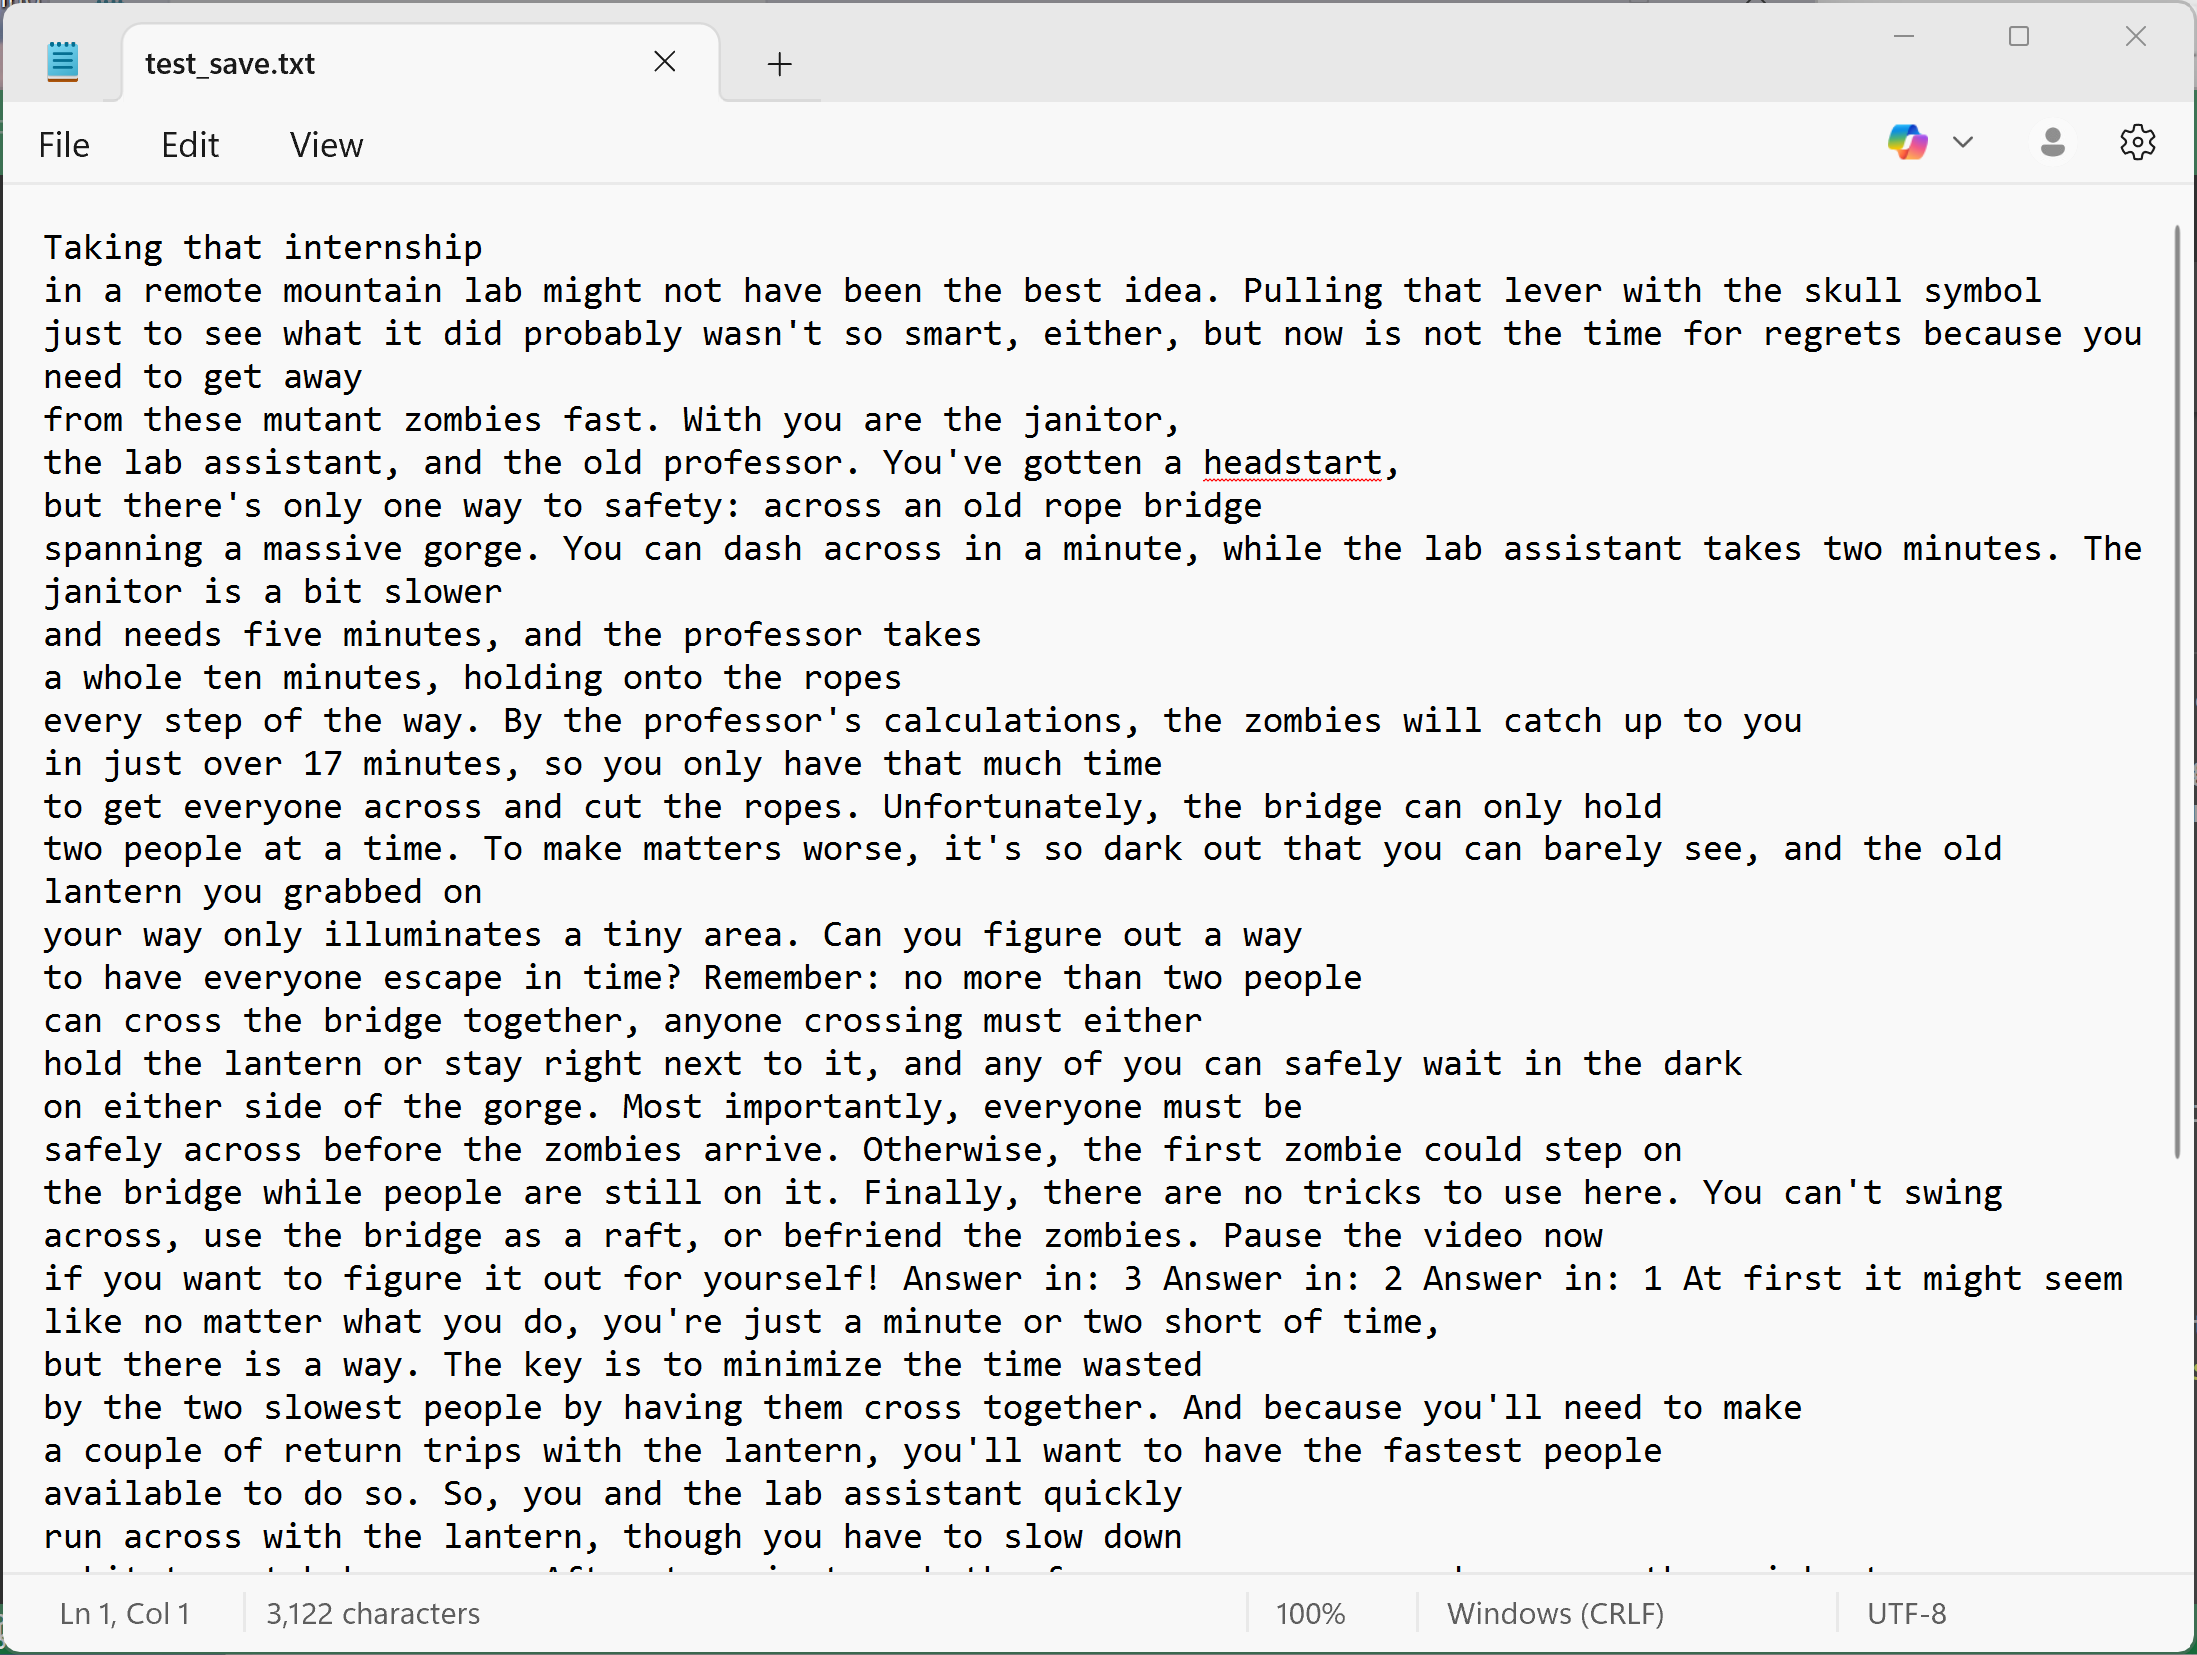 test_save.txt
File Edit View
Taking that internship
in a remote mountain lab might not have been the best idea. Pulling that lever with the skull symbol
just to see what it did probably wasn't so smart, either, but now is not the time for regrets because you
need to get away
from these mutant zombies fast. With you are the janitor,
the lab assistant, and the old professor. You've gotten a headstart,
but there's only one way to safety: across an old rope bridge
spanning a massive gorge. You can dash across in a minute, while the lab assistant takes two minutes. The
janitor is a bit slower
and needs five minutes, and the professor takes
a whole ten minutes, holding onto the ropes
every step of the way. By the professor's calculations, the zombies will catch up to you
in just over 17 minutes, so you only have that much time
to get everyone across and cut the ropes. Unfortunately, the bridge can only hold
two people at a time. To make matters worse, it's so dark out that you can barely see, and the old
lantern you grabbed on
your way only illuminates a tiny area. Can you figure out a way
to have everyone escape in time? Remember: no more than two people
can cross the bridge together, anyone crossing must either
hold the lantern or stay right next to it, and any of you can safely wait in the dark
on either side of the gorge. Most importantly, everyone must be
safely across before the zombies arrive. Otherwise, the first zombie could step on
the bridge while people are still on it. Finally, there are no tricks to use here. You can't swing
across, use the bridge as a raft, or befriend the zombies. Pause the video now
if you want to figure it out for yourself! Answer in: 3 Answer in: 2 Answer in: 1 At first it might seem
like no matter what you do, you're just a minute or two short of time,
but there is a way. The key is to minimize the time wasted
by the two slowest people by having them cross together. And because you'll need to make
a couple of return trips with the lantern, you'll want to have the fastest people
available to do so. So, you and the lab assistant quickly
run across with the lantern, though you have to slow down
Ln 1, Col 1 3,122 characters 100% Windows (CRLF) UTF-8